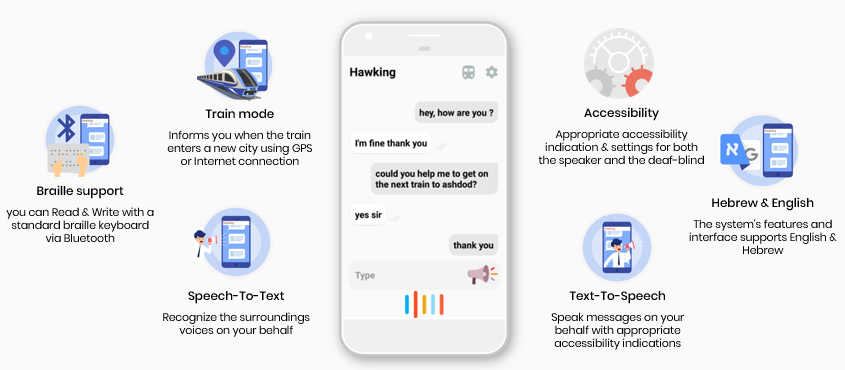 Train mode
Informs you when the train
enters a new city using GPS
or Internet connection
Braille support
you can Read & Write with a
standard braille keyboard
via Bluetooth
Speech-To-Text
Recognize the surroundings
voices on your behalf
Hawking
hey, how are you ?
I'm fine thank you
could you help me to get on
the next train to ashdod?
yes sir
thank you
Type
Accessibility
Appropriate accessibility
indication & settings for both
the speaker and the deaf-blind
א
G
Hebrew & English
The system's features and
interface supports English &
Hebrew
Text-To-Speech
Speak messages on your
behalf with appropriate
accessibility indications